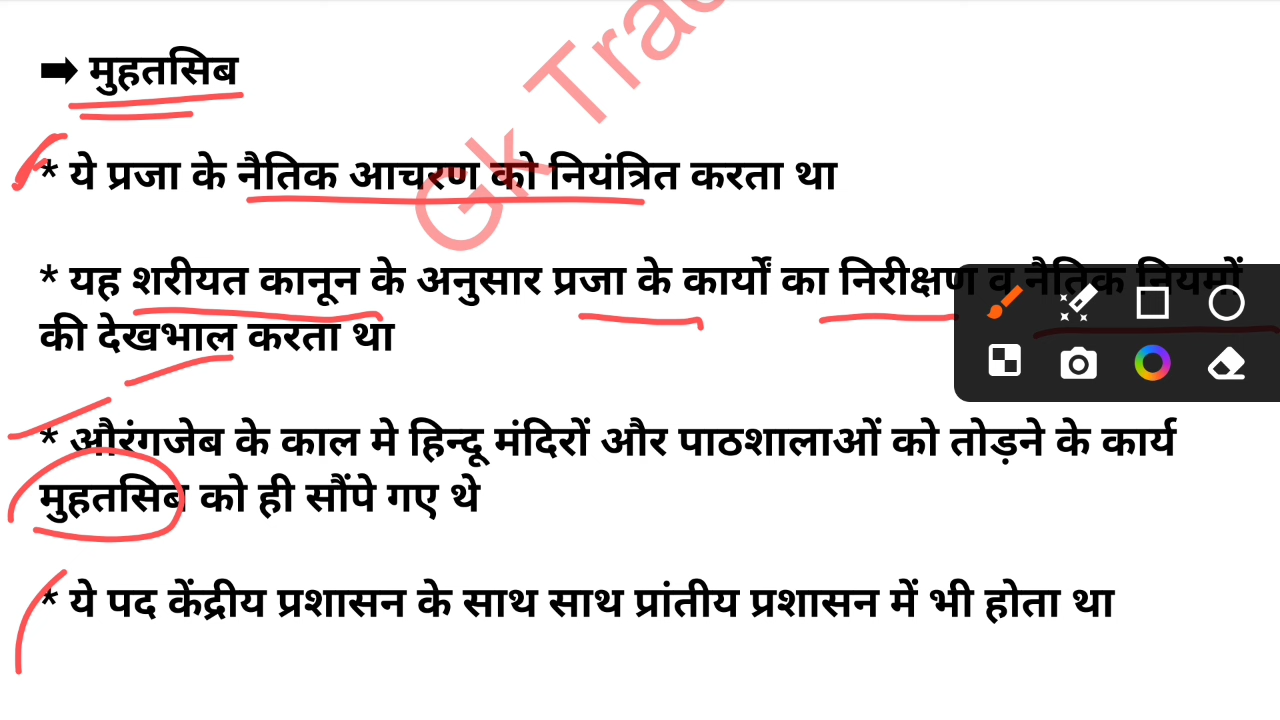 ➡ मुहतसिब
* ये प्रजा के नैतिक आचरण को नियंत्रित करता था
* यह शरीयत कानून के अनुसार प्रजा के कार्यों का निरीक्षण व नैतिक नियमों
की देखभाल करता था
* औरंगजेब के काल मे हिन्दू मंदिरों और पाठशालाओं को तोड़ने के कार्य
मुहतसिब को ही सौंपे गए थे
* ये पद केंद्रीय प्रशासन के साथ साथ प्रांतीय प्रशासन में भी होता था
Gk